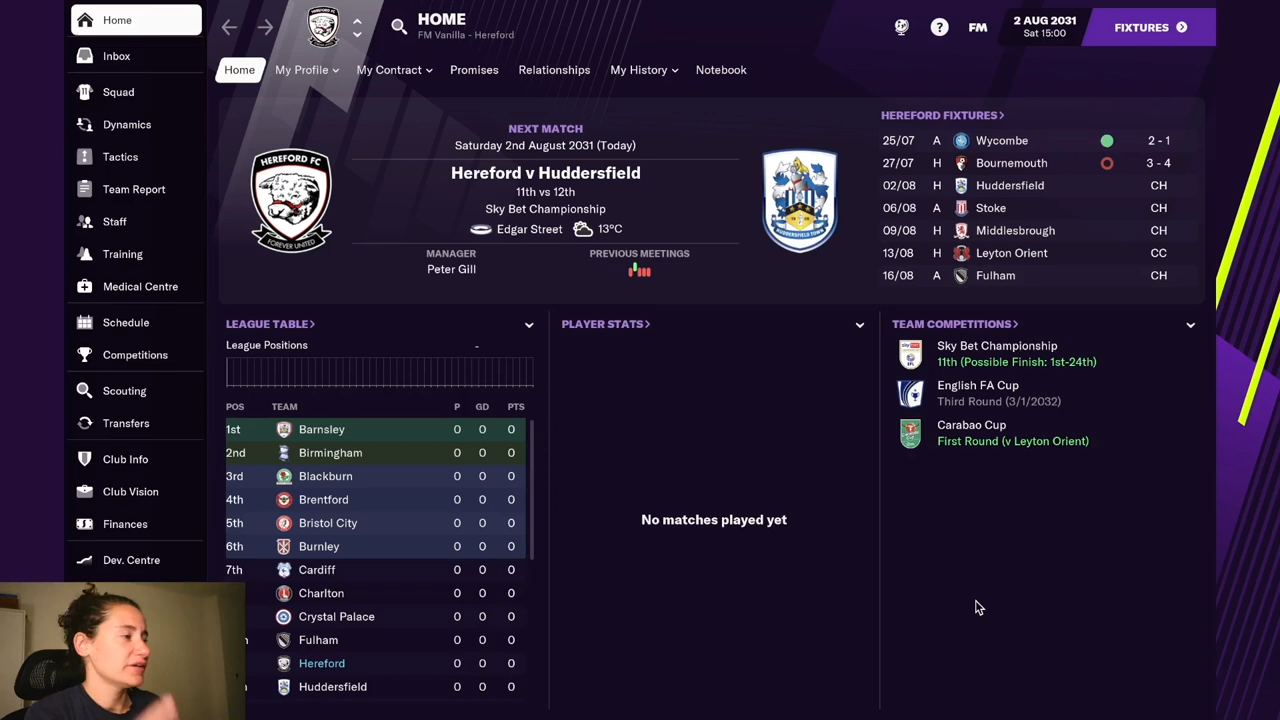 Home
Inbox
Squad
Dynamics
Tactics
Team Report
Staff
Training
Medical Centre
Schedule
Competitions
Scouting
Transfers
Club Info
Club Vision
Finances
Dev. Centre
HOME
FM Vanilla - Hereford
? FM
2 AUG 2031
Sat 15:00
FIXTURES
Home My Profile My Contract Promises Relationships My History Notebook
NEXT MATCH
Saturday 2nd August 2031 (Today)
Hereford v Huddersfield
11th vs 12th
Sky Bet Championship
Edgar Street 13ºC
MANAGER
Peter Gill
PREVIOUS MEETINGS
HEREFORD FC
FOREVER UNITED
HUDDERSFIELD TOWN
HEREFORD FIXTURES >
25/07 A Wycombe 2 - 1
27/07 H Bournemouth 3 - 4
02/08 H Huddersfield CH
06/08 A Stoke CH
09/08 H Middlesbrough CH
13/08 H Leyton Orient CC
16/08 A Fulham CH
LEAGUE TABLE >
League Positions -
POS TEAM P GD PTS
1st Barnsley 0 0 0
2nd Birmingham 0 0 0
3rd Blackburn 0 0 0
4th Brentford 0 0 0
5th Bristol City 0 0 0
6th Burnley 0 0 0
7th Cardiff 0 0 0
Charlton 0 0 0
Crystal Palace 0 0 0
Fulham 0 0 0
Hereford 0 0 0
Huddersfield 0 0 0
PLAYER STATS >
No matches played yet
TEAM COMPETITIONS >
Sky Bet Championship
11th (Possible Finish: 1st-24th)
English FA Cup
Third Round (3/1/2032)
Carabao Cup
First Round (v Leyton Orient)